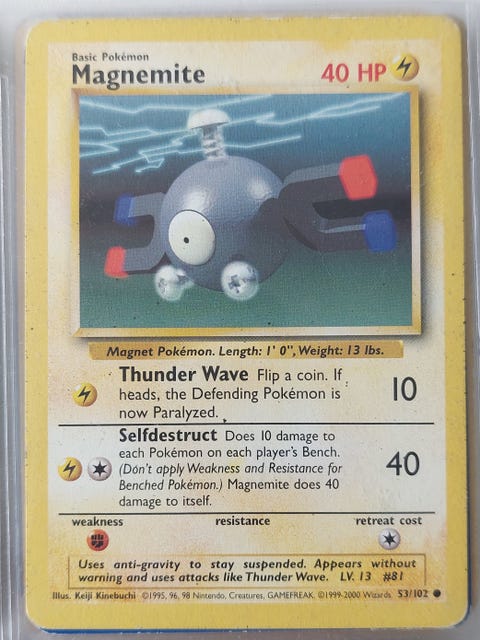 Basic Pokémon
Magnemite 40 HP
Magnet Pokémon. Length: 1' 0", Weight: 13 lbs.
Thunder Wave Flip a coin. If
heads, the Defending Pokémon is
now Paralyzed.
10
Selfdestruct Does 10 damage to
each Pokémon on each player's Bench.
(Don't apply Weakness and Resistance for
Benched Pokémon.) Magnemite does 40
damage to itself.
40
weakness resistance retreat cost
Uses anti-gravity to stay suspended. Appears without
warning and uses attacks like Thunder Wave. LV. 13 #81
Illus. Keiji Kinebuchi ©1995, 96, 98 Nintendo, Creatures, GAMEFREAK. ©1999-2000 Wizards. 53/102